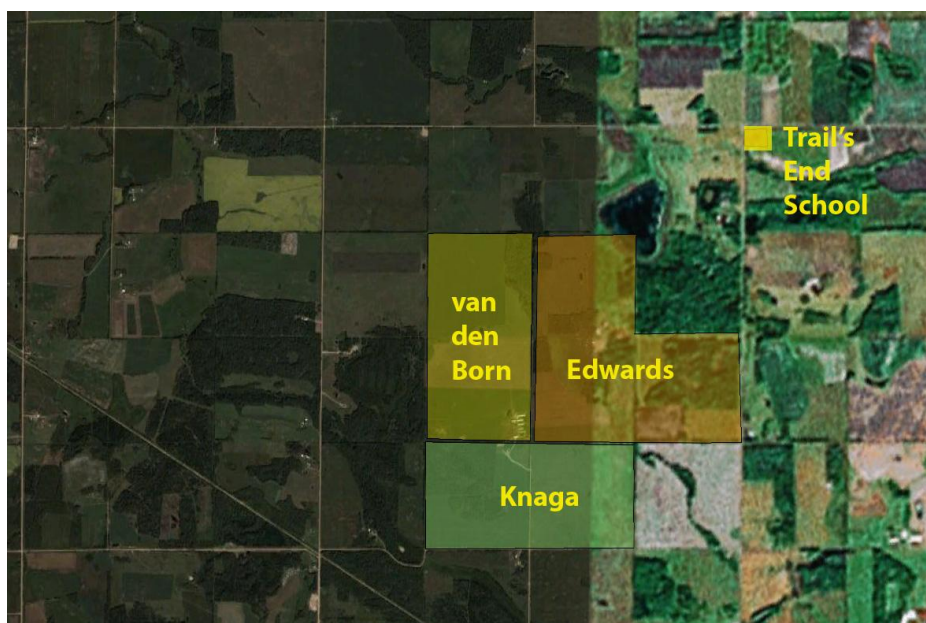 Trail's
End
School
van
den
Born
Edwards
Knaga